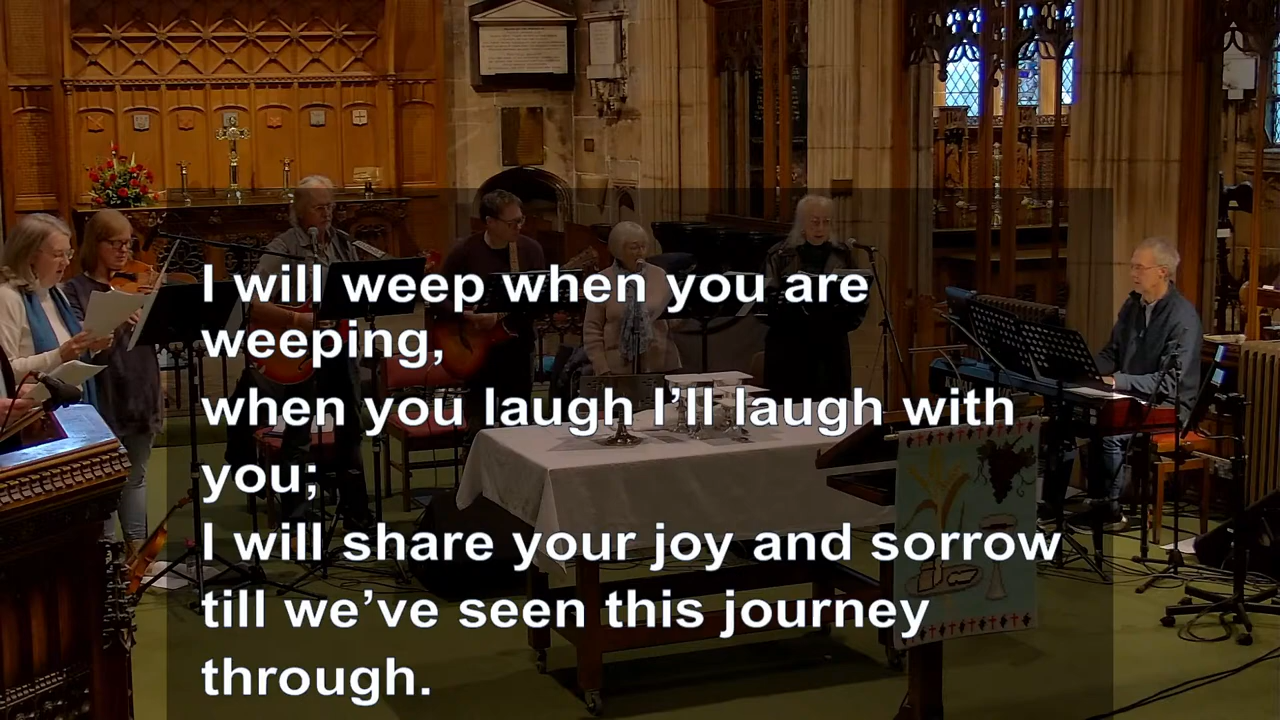 I will weep when you are
weeping,
when you laugh I’ll laugh with
you;
I will share your joy and sorrow
till we’ve seen this journey
through.